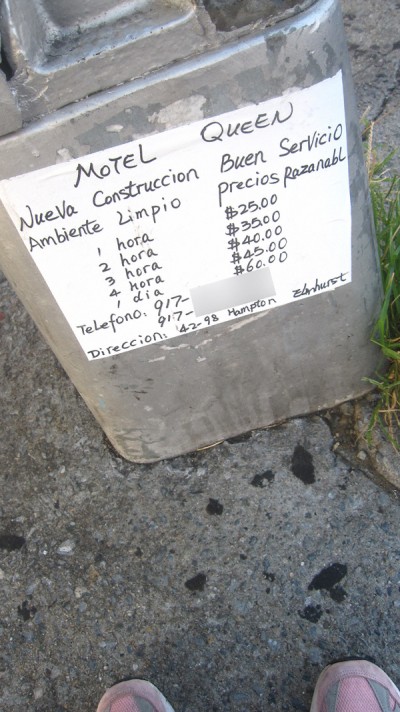 MOTEL QUEEN
Nueva Construccion Buen Servicio
Ambiente Limpio precios Razanabl
1 hora $25.00
2 hora $35.00
3 hora $40.00
4 hora $45.00
1 dia $60.00
Telefono: 917-
917-
Direccion: 42-98 Hampton Elmhurst